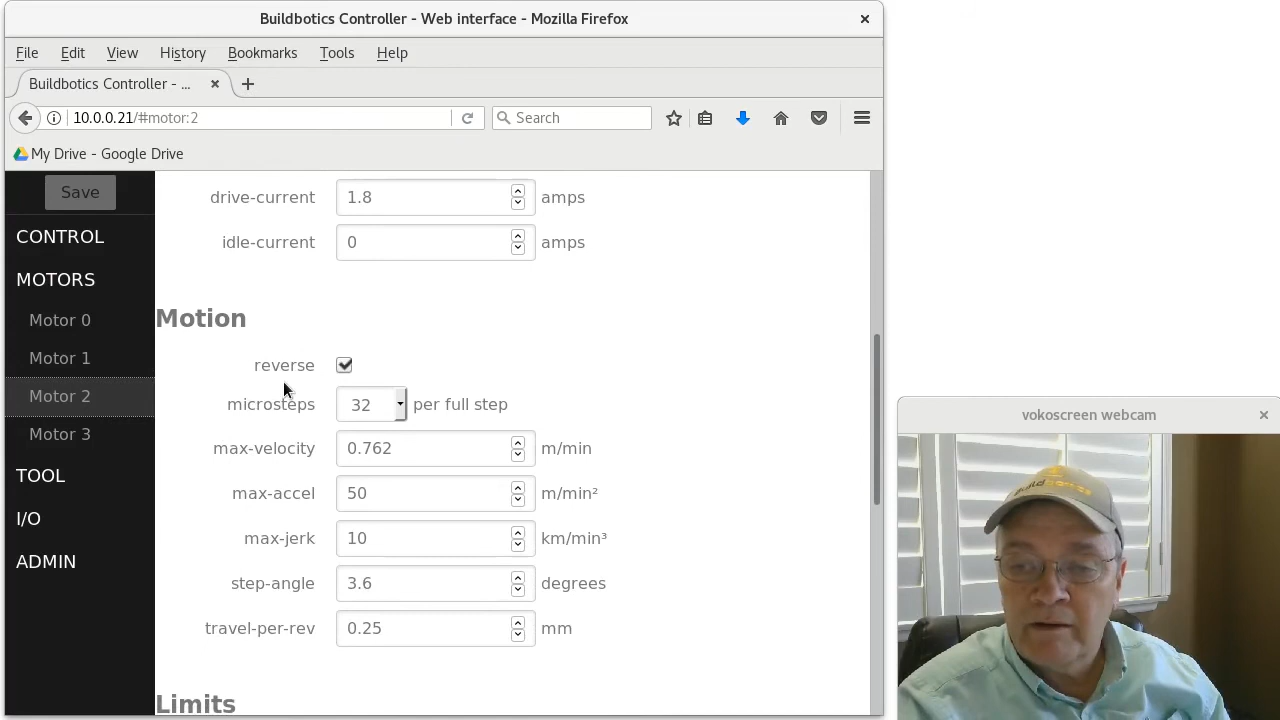 Buildbotics Controller - Web interface - Mozilla Firefox
File Edit View History Bookmarks Tools Help
Buildbotics Controller - ...
10.0.0.21/#motor:2
Search
My Drive - Google Drive
Save
CONTROL
MOTORS
Motor 0
Motor 1
Motor 2
Motor 3
TOOL
I/O
ADMIN
drive-current 1.8 amps
idle-current 0 amps
Motion
reverse
microsteps 32 per full step
max-velocity 0.762 m/min
max-accel 50 m/min²
max-jerk 10 km/min³
step-angle 3.6 degrees
travel-per-rev 0.25 mm
Limits
vokoscreen webcam